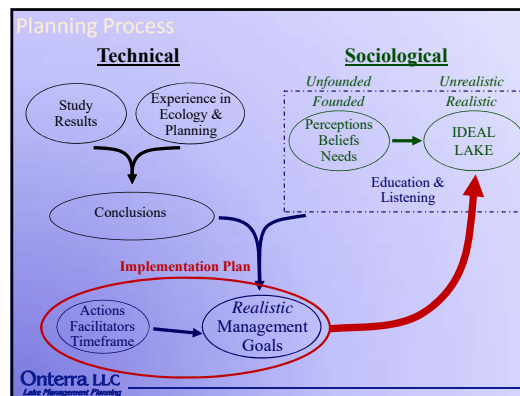 Planning Process
Technical
Sociological
Unfounded
Unrealistic
Founded
Realistic
Study
Results
Experience in
Ecology &
Planning
Perceptions
Beliefs
Needs
IDEAL
LAKE
Education &
Listening
Conclusions
Implementation Plan
Actions
Facilitators
Timeframe
Realistic
Management
Goals
Onterra LLC
Lake Management Planning